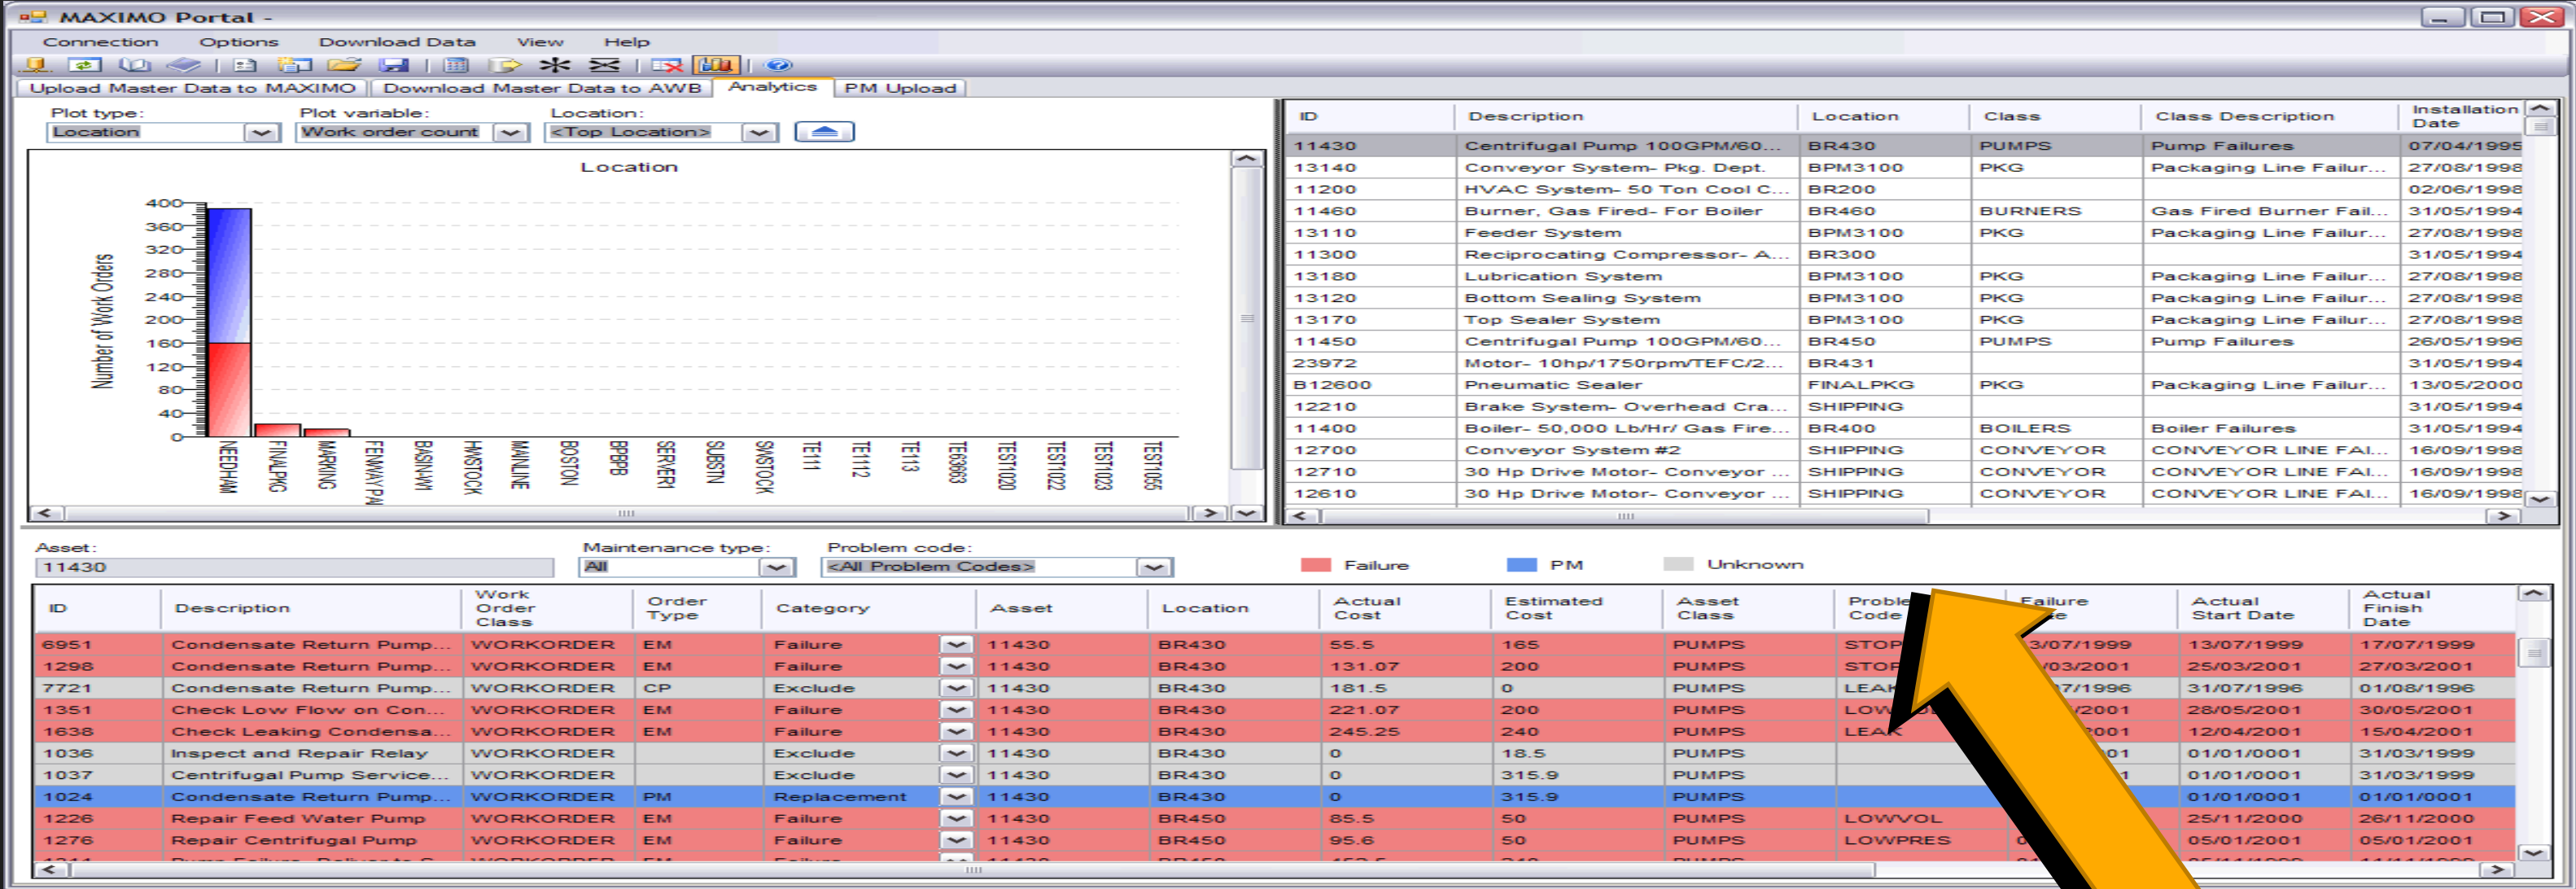 MAXIMO Portal -
Connection Options Download Data View Help
Upload Master Data to MAXIMO Download Master Data to AWB Analytics PM Upload
Plot type: Plot variable: Location:
Location Work order count <Top Location>
Location
Number of Work Orders
400
360
320
280
240
200
160
120
80
40
0
NEEDHAM FINALPKG MARKING FENWAY PAI HWSTOCK MAINLINE BOSTON BPBPB SERVER1 SUBSTN SWSTOCK TE111 TE1112 TE113 TE63663 TEST1020 TEST1022 TEST1023 TEST1055
ID Description Location Class Class Description Installation Date
11430 Centrifugal Pump 100GPM/60... BR430 PUMPS Pump Failures 07/04/1995
13140 Conveyor System- Pkg. Dept. BPM3100 PKG Packaging Line Failur... 27/08/1998
11200 HVAC System- 50 Ton Cool C... BR200 02/06/1998
11460 Burner, Gas Fired- For Boiler BR460 BURNERS Gas Fired Burner Fail... 31/05/1994
13110 Feeder System BPM3100 PKG Packaging Line Failur... 27/08/1998
11300 Reciprocating Compressor- A... BR300 31/05/1994
13180 Lubrication System BPM3100 PKG Packaging Line Failur... 27/08/1998
13120 Bottom Sealing System BPM3100 PKG Packaging Line Failur... 27/08/1998
13170 Top Sealer System BPM3100 PKG Packaging Line Failur... 27/08/1998
11450 Centrifugal Pump 100GPM/60... BR450 PUMPS Pump Failures 26/05/1996
23972 Motor- 10hp/1750rpm/TEFC/2... BR431 31/05/1994
B12600 Pneumatic Sealer FINALPKG PKG Packaging Line Failur... 13/05/2000
12210 Brake System- Overhead Cra... SHIPPING 31/05/1994
11400 Boiler- 50,000 Lb/Hr/ Gas Fire... BR400 BOILERS Boiler Failures 31/05/1994
12700 Conveyor System #2 SHIPPING CONVEYOR CONVEYOR LINE FAI... 16/09/1998
12710 30 Hp Drive Motor- Conveyor ... SHIPPING CONVEYOR CONVEYOR LINE FAI... 16/09/1998
12610 30 Hp Drive Motor- Conveyor ... SHIPPING CONVEYOR CONVEYOR LINE FAI... 16/09/1998
Asset: Maintenance type: Problem code:
11430 All <All Problem Codes> Failure PM Unknown
ID Description Work Order Class Order Type Category Asset Location Actual Cost Estimated Cost Asset Class Proble Code Failure Actual Start Date Actual Finish Date
6951 Condensate Return Pump... WORKORDER EM Failure 11430 BR430 55.5 165 PUMPS STOP 3/07/1999 13/07/1999 17/07/1999
1298 Condensate Return Pump... WORKORDER EM Failure 11430 BR430 131.07 200 PUMPS STOP /03/2001 25/03/2001 27/03/2001
7721 Condensate Return Pump... WORKORDER CP Exclude 11430 BR430 181.5 0 PUMPS LEAK 7/1996 31/07/1996 01/08/1996
1351 Check Low Flow on Con... WORKORDER EM Failure 11430 BR430 221.07 200 PUMPS LOW /2001 28/05/2001 30/05/2001
1638 Check Leaking Condensa... WORKORDER EM Failure 11430 BR430 245.25 240 PUMPS LEAK 2001 12/04/2001 15/04/2001
1036 Inspect and Repair Relay WORKORDER Exclude 11430 BR430 0 18.5 PUMPS 01 01/01/0001 31/03/1999
1037 Centrifugal Pump Service... WORKORDER Exclude 11430 BR430 0 315.9 PUMPS 1 01/01/0001 31/03/1999
1024 Condensate Return Pump... WORKORDER PM Replacement 11430 BR430 0 315.9 PUMPS 01/01/0001 01/01/0001
1226 Repair Feed Water Pump WORKORDER EM Failure 11430 BR450 85.5 50 PUMPS LOWVOL 25/11/2000 26/11/2000
1276 Repair Centrifugal Pump WORKORDER EM Failure 11430 BR450 95.6 50 PUMPS LOWPRES 0 05/01/2001 05/01/2001